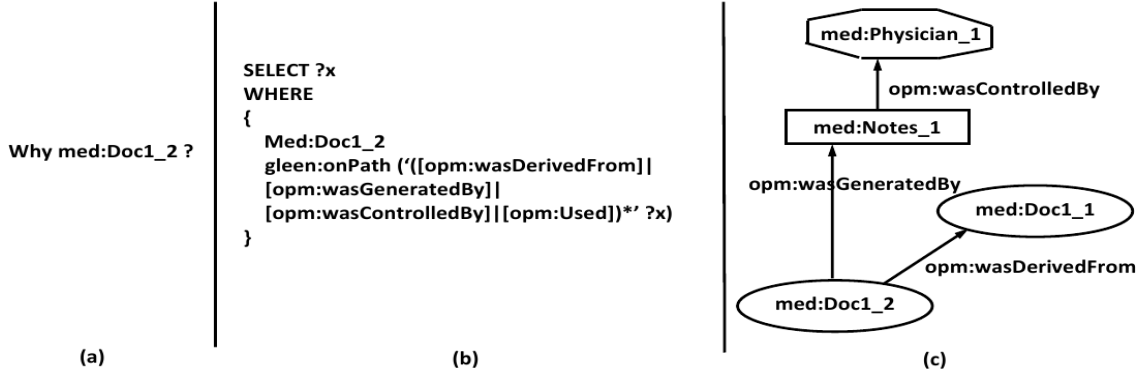 Why med:Doc1_2 ?
(a)
SELECT ?x
WHERE
{
Med:Doc1_2
gleen:onPath (‘([opm:wasDerivedFrom]|
[opm:wasGeneratedBy]|
[opm:wasControlledBy]|[opm:Used])*’ ?x)
}
(b)
med:Physician_1
opm:wasControlledBy
med:Notes_1
opm:wasGeneratedBy
med:Doc1_1
opm:wasDerivedFrom
med:Doc1_2
(c)